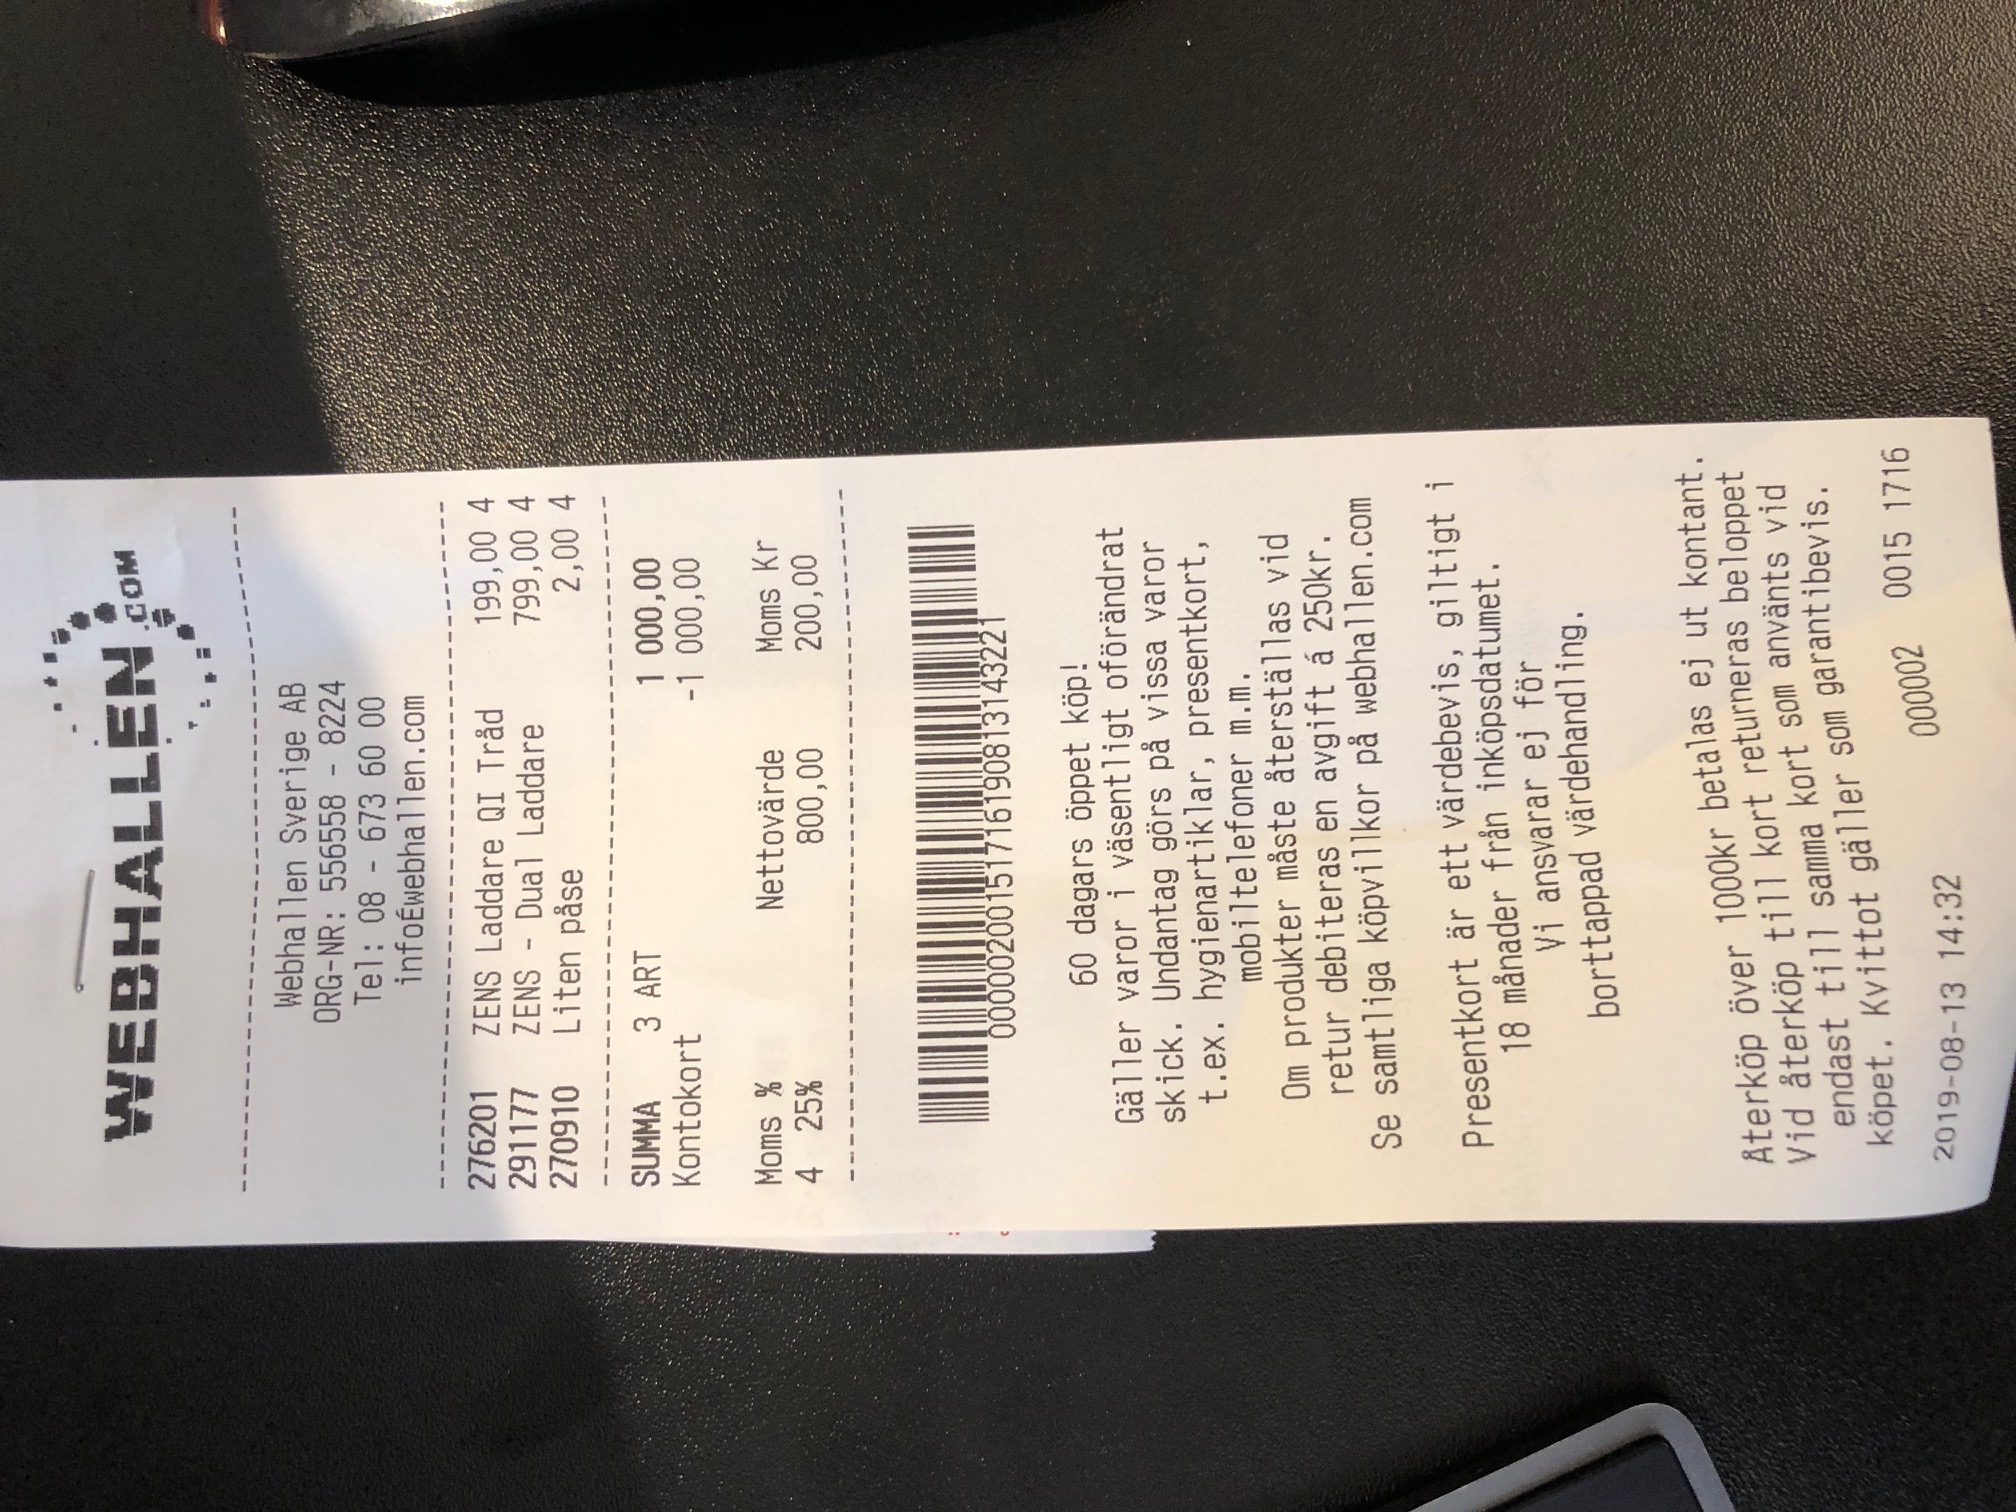 WEBHALLEN.COM
Webhallen Sverige AB
ORG-NR: 556558 - 8224
Tel: 08 - 673 60 00
infoÉwebhallen.com
276201 ZENS Laddare QI Tråd 199,00 4
291177 ZENS - Dual Laddare 799,00 4
270910 Liten påse 2,00 4
SUMMA 3 ART 1 000,00
Kontokort -1 000,00
Moms % Nettovärde Moms Kr
4 25% 800,00 200,00
0000020015171619081314​3221
60 dagars öppet köp!
Gäller varor i väsentligt oförändrat
skick. Undantag görs på vissa varor
t.ex. hygienartiklar, presentkort,
mobiltelefoner m.m.
Om produkter måste återställas vid
retur debiteras en avgift á 250kr.
Se samtliga köpvillkor på webhallen.com
Presentkort är ett värdebevis, giltigt i
18 månader från inköpsdatumet.
Vi ansvarar ej för
borttappad värdehandling.
Återköp över 1000kr betalas ej ut kontant.
Vid återköp till kort returneras beloppet
endast till samma kort som använts vid
köpet. Kvittot gäller som garantibevis.
2019-08-13 14:32 000002 0015 1716